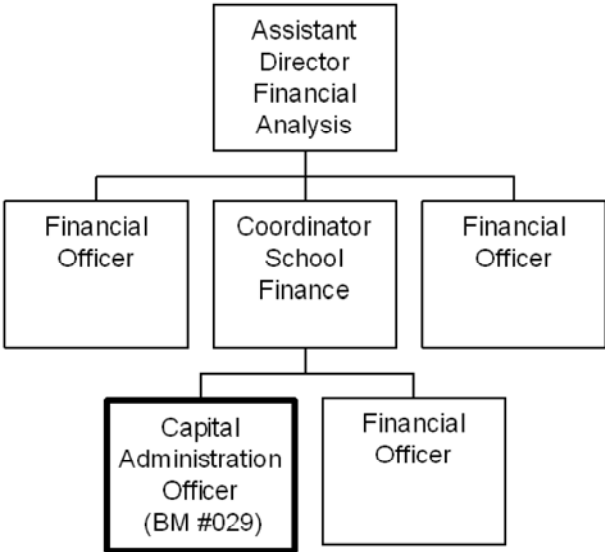 Assistant
Director
Financial
Analysis
Financial
Officer
Coordinator
School
Finance
Financial
Officer
Capital
Administration
Officer
(BM #029)
Financial
Officer